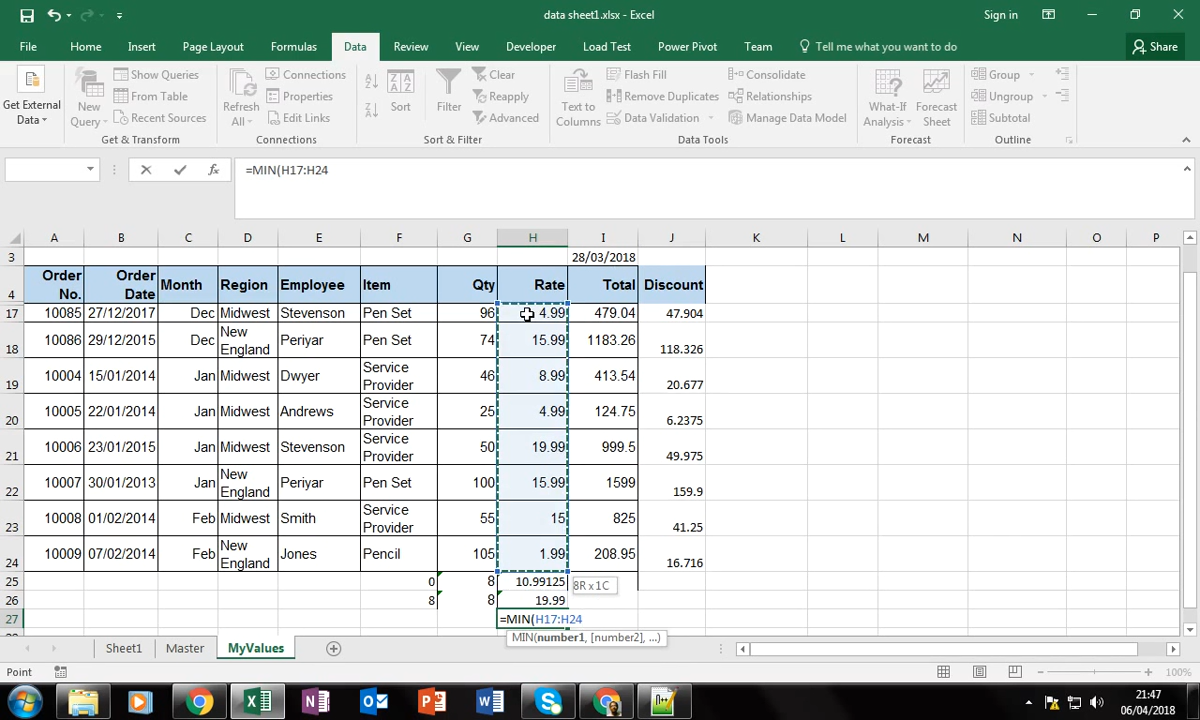 data sheet1.xlsx - Excel
Sign in
File Home Insert Page Layout Formulas Data Review View Developer Load Test Power Pivot Team Tell me what you want to do Share
Get External Data
New Query
Show Queries
From Table
Recent Sources
Get & Transform
Refresh All
Connections
Properties
Edit Links
Connections
Sort
Filter
Clear
Reapply
Advanced
Sort & Filter
Text to Columns
Flash Fill
Remove Duplicates
Data Validation
Consolidate
Relationships
Manage Data Model
Data Tools
What-If Analysis
Forecast Sheet
Forecast
Group
Ungroup
Subtotal
Outline
fx
=MIN(H17:H24
A B C D E F G H I J K L M N O P
3 28/03/2018
4 Order No. Order Date Month Region Employee Item Qty Rate Total Discount
17 10085 27/12/2017 Dec Midwest Stevenson Pen Set 96 4.99 479.04 47.904
18 10086 29/12/2015 Dec New England Periyar Pen Set 74 15.99 1183.26 118.326
19 10004 15/01/2014 Jan Midwest Dwyer Service Provider 46 8.99 413.54 20.677
20 10005 22/01/2014 Jan Midwest Andrews Service Provider 25 4.99 124.75 6.2375
21 10006 23/01/2015 Jan Midwest Stevenson Service Provider 50 19.99 999.5 49.975
22 10007 30/01/2013 Jan New England Periyar Pen Set 100 15.99 1599 159.9
23 10008 01/02/2014 Feb Midwest Smith Service Provider 55 15 825 41.25
24 10009 07/02/2014 Feb New England Jones Pencil 105 1.99 208.95 16.716
25 0 8 10.99125 8R x 1C
26 8 8 19.99
27 =MIN(H17:H24
MIN(number1, [number2], ...)
Sheet1 Master MyValues
Point
100%
21:47
06/04/2018